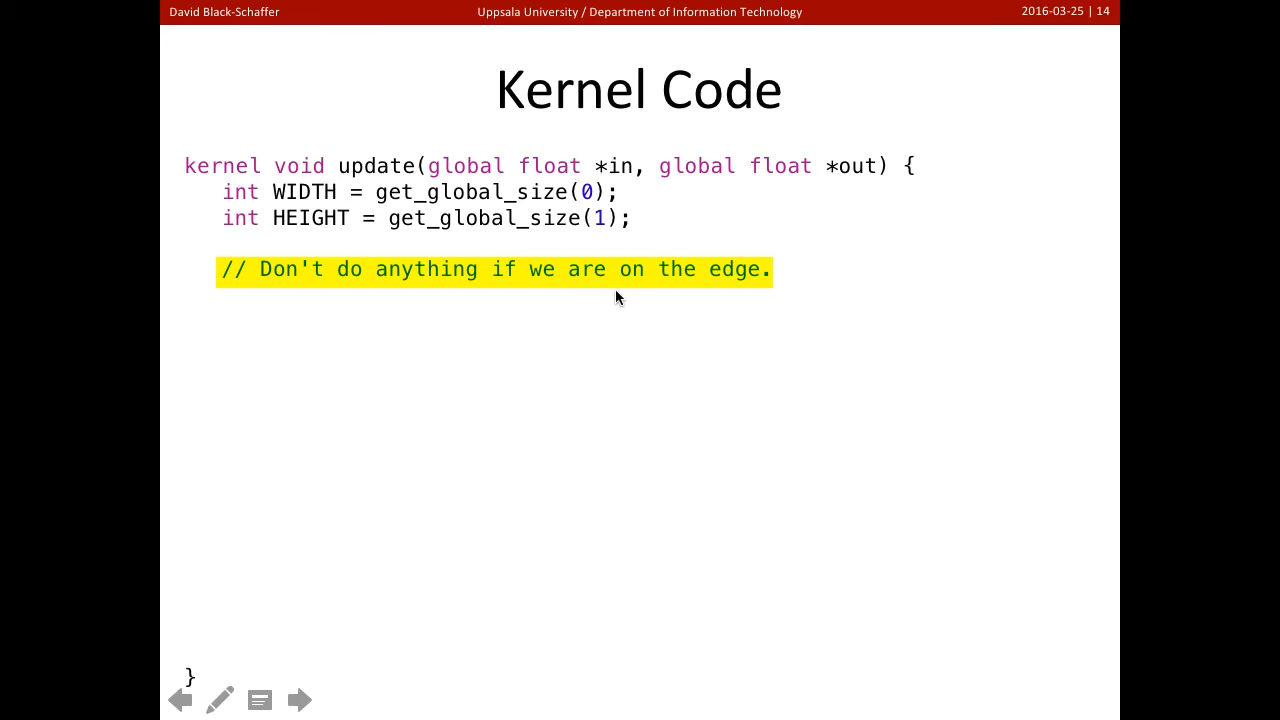 David Black-Schaffer Uppsala University / Department of Information Technology 2016-03-25 | 14
Kernel Code
kernel void update(global float *in, global float *out) {
int WIDTH = get_global_size(0);
int HEIGHT = get_global_size(1);
// Don't do anything if we are on the edge.
}